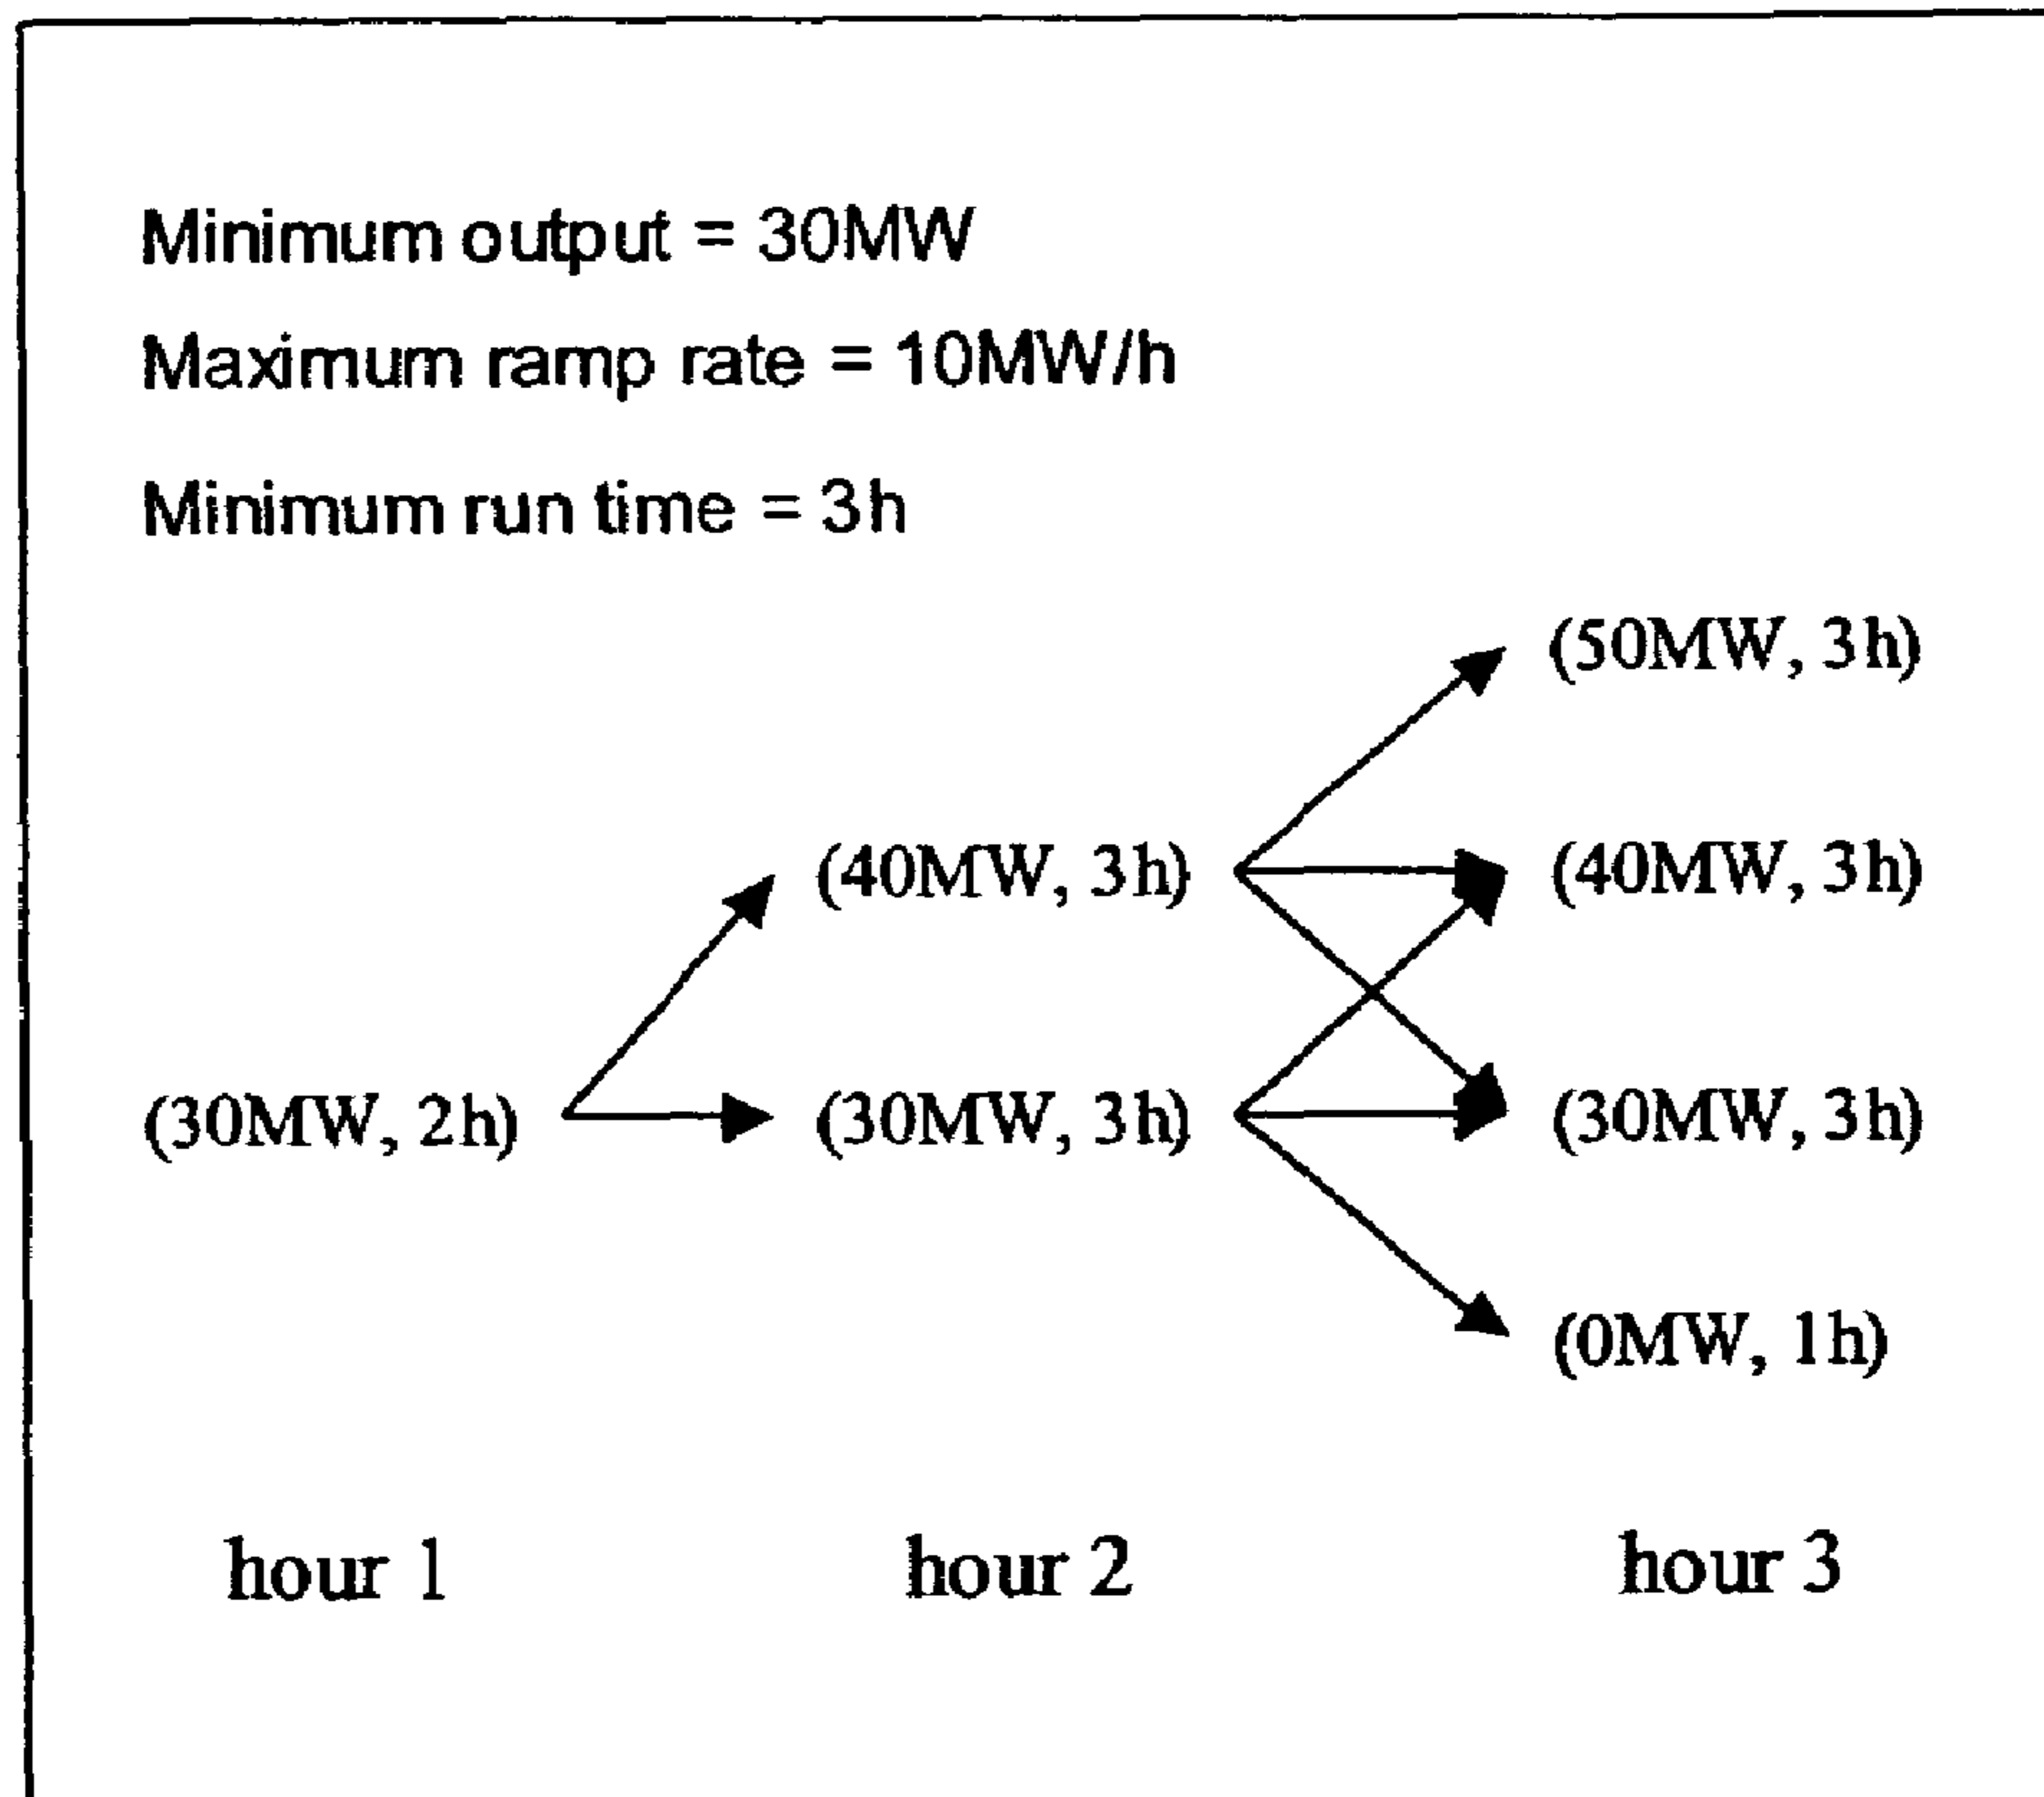 Minimum output = 30MW
Maximum ramp rate = 10MW/h
Minimum run time = 3h
(50MW, 3h)
(40MW, 3h) (40MW, 3h)
(30MW, 2h) (30MW, 3h) (30MW, 3h)
(0MW, 1h)
hour 1 hour 2 hour 3